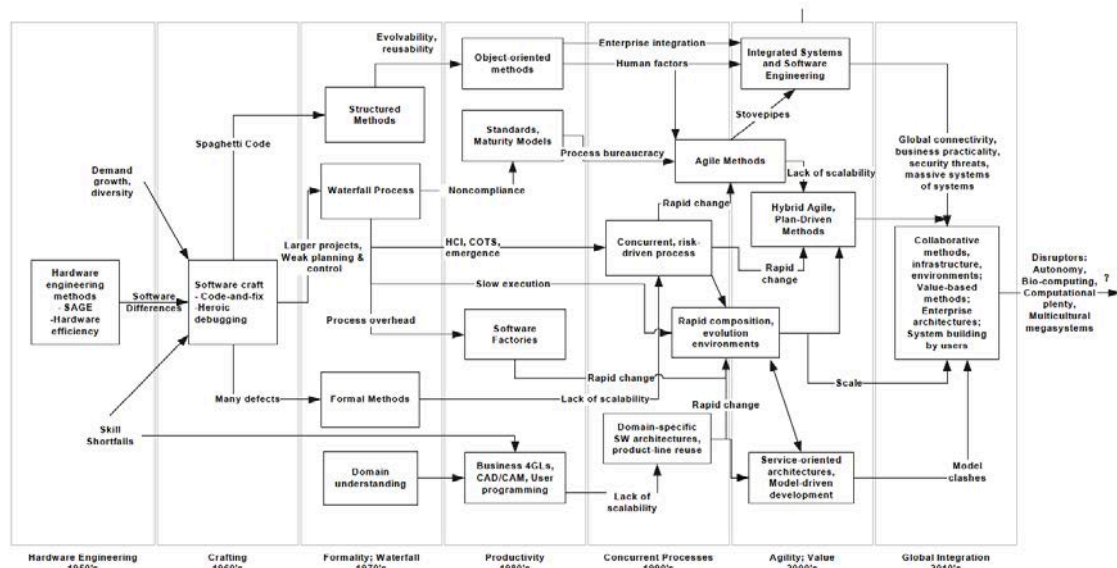 Evolvability,
reusability
Object-oriented
methods
Enterprise integration
Human factors
Integrated Systems
and Software
Engineering
Structured
Methods
Standards,
Maturity Models
Stovepipes
Spaghetti Code
Process bureaucracy
Agile Methods
Global connectivity,
business practicality,
security threats,
massive systems
of systems
Demand
growth,
diversity
Waterfall Process
Noncompliance
Lack of scalability
Rapid change
Hybrid Agile,
Plan-Driven
Methods
Larger projects,
Weak planning &
control
HCI, COTS,
emergence
Concurrent, risk-
driven process
Rapid
change
Collaborative
methods,
infrastructure,
environments;
Value-based
methods;
Enterprise
architectures;
System building
by users
Disruptors:
Autonomy,
Bio-computing,
Computational
plenty,
Multicultural
megasystems
?
Hardware
engineering
methods
- SAGE
-Hardware
efficiency
Software
Differences
Software craft
- Code-and-fix
-Heroic
debugging
Slow execution
Process overhead
Software
Factories
Rapid composition,
evolution
environments
Rapid change
Scale
Many defects
Formal Methods
Lack of scalability
Rapid change
Skill
Shortfalls
Domain-specific
SW architectures,
product-line reuse
Domain
understanding
Business 4GLs,
CAD/CAM, User
programming
Lack of
scalability
Service-oriented
architectures,
Model-driven
development
Model
clashes
Hardware Engineering
1950's
Crafting
1960's
Formality; Waterfall
1970's
Productivity
1980's
Concurrent Processes
1990's
Agility; Value
2000's
Global Integration
2010's